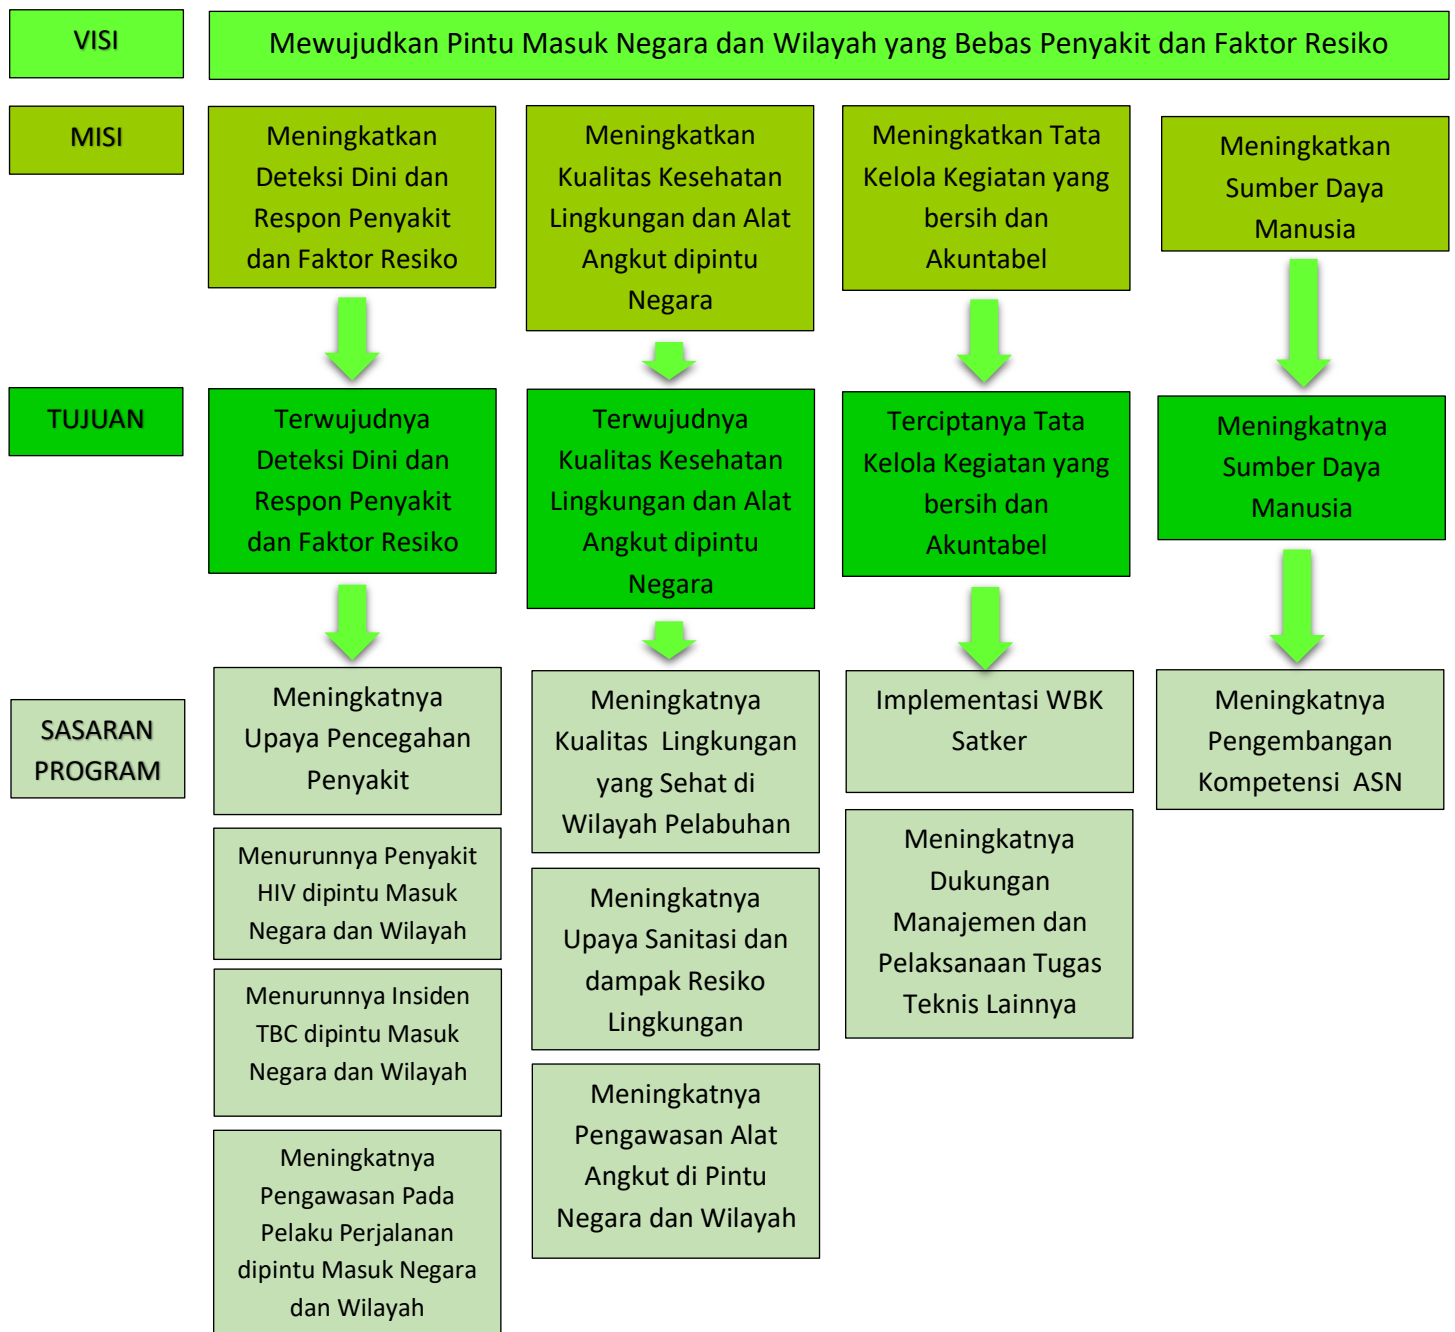 VISI
Mewujudkan Pintu Masuk Negara dan Wilayah yang Bebas Penyakit dan Faktor Resiko
MISI
Meningkatkan
Deteksi Dini dan
Respon Penyakit
dan Faktor Resiko
Meningkatkan
Kualitas Kesehatan
Lingkungan dan Alat
Angkut dipintu
Negara
Meningkatkan Tata
Kelola Kegiatan yang
bersih dan
Akuntabel
Meningkatkan
Sumber Daya
Manusia
TUJUAN
Terwujudnya
Deteksi Dini dan
Respon Penyakit
dan Faktor Resiko
Terwujudnya
Kualitas Kesehatan
Lingkungan dan Alat
Angkut dipintu
Negara
Terciptanya Tata
Kelola Kegiatan yang
bersih dan
Akuntabel
Meningkatnya
Sumber Daya
Manusia
SASARAN
PROGRAM
Meningkatnya
Upaya Pencegahan
Penyakit
Menurunnya Penyakit
HIV dipintu Masuk
Negara dan Wilayah
Menurunnya Insiden
TBC dipintu Masuk
Negara dan Wilayah
Meningkatnya
Pengawasan Pada
Pelaku Perjalanan
dipintu Masuk Negara
dan Wilayah
Meningkatnya
Kualitas Lingkungan
yang Sehat di
Wilayah Pelabuhan
Meningkatnya
Upaya Sanitasi dan
dampak Resiko
Lingkungan
Meningkatnya
Pengawasan Alat
Angkut di Pintu
Negara dan Wilayah
Implementasi WBK
Satker
Meningkatnya
Dukungan
Manajemen dan
Pelaksanaan Tugas
Teknis Lainnya
Meningkatnya
Pengembangan
Kompetensi ASN